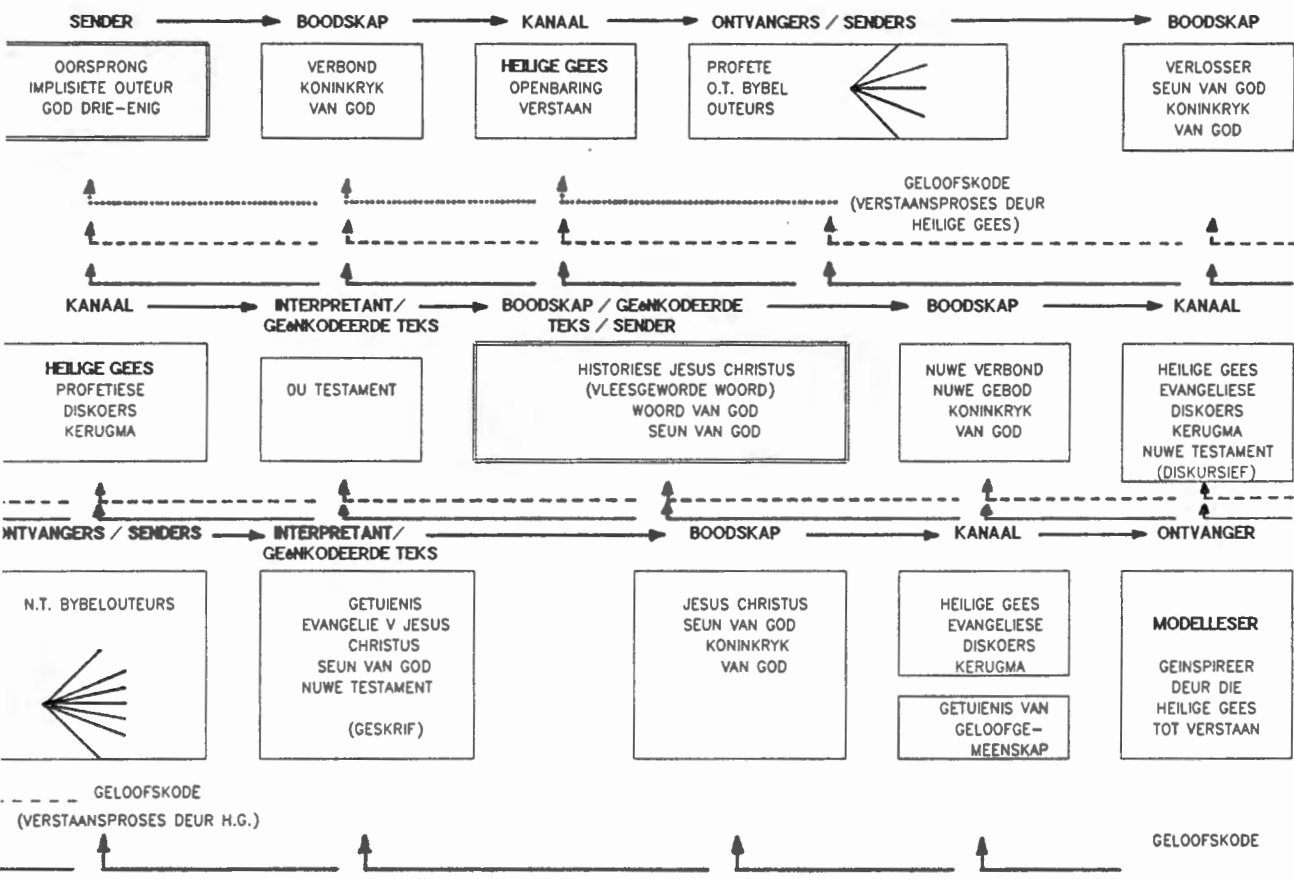 SENDER BOODSKAP KANAAL ONTVANGERS / SENDERS BOODSKAP
OORSPRONG
IMPLISIETE OUTEUR
GOD DRIE-ENIG
VERBOND
KONINKRYK
VAN GOD
HEILIGE GEES
OPENBARING
VERSTAAN
PROFETE
O.T. BYBEL
OUTEURS
VERLOSSER
SEUN VAN GOD
KONINKRYK
VAN GOD
GELOOFSKODE
(VERSTAANSPROSES DEUR
HEILIGE GEES)
KANAAL
INTERPRETANT/
GEëNKODEERDE TEKS
BOODSKAP / GEëNKODEERDE
TEKS / SENDER
BOODSKAP
KANAAL
HEILIGE GEES
PROFETIESE
DISKOERS
KERUGMA
OU TESTAMENT
HISTORIESE JESUS CHRISTUS
(VLEESGEWORDE WOORD)
WOORD VAN GOD
SEUN VAN GOD
NUWE VERBOND
NUWE GEBOD
KONINKRYK
VAN GOD
HEILIGE GEES
EVANGELIESE
DISKOERS
KERUGMA
NUWE TESTAMENT
(DISKURSIEF)
NTVANGERS / SENDERS
INTERPRETANT/
GEëNKODEERDE TEKS
BOODSKAP
KANAAL
ONTVANGER
N.T. BYBELOUTEURS
GETUIENIS
EVANGELIE V JESUS
CHRISTUS
SEUN VAN GOD
NUWE TESTAMENT
(GESKRIF)
JESUS CHRISTUS
SEUN VAN GOD
KONINKRYK
VAN GOD
HEILIGE GEES
EVANGELIESE
DISKOERS
KERUGMA
GETUIENIS VAN
GELOOFGE-
MEENSKAP
MODELLESER
GEINSPIREER
DEUR DIE
HEILIGE GEES
TOT VERSTAAN
GELOOFSKODE
(VERSTAANSPROSES DEUR H.G.)
GELOOFSKODE